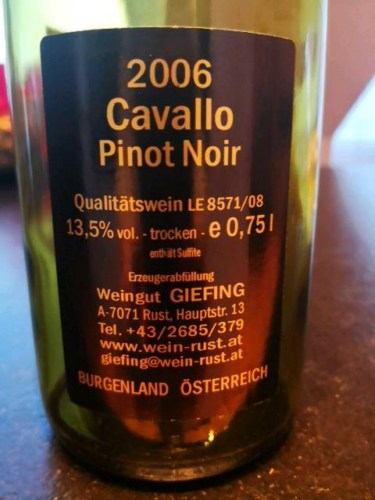 2006
Cavallo
Pinot Noir
Qualitätswein LE 8571/08
13,5% vol. - trocken - e 0,75 l
enthält Sulfite
Erzeugerabfüllung
Weingut GIEFING
A-7071 Rust, Hauptstr. 13
Tel. +43/2685/379
www.wein-rust.at
giefing@wein-rust.at
BURGENLAND ÖSTERREICH